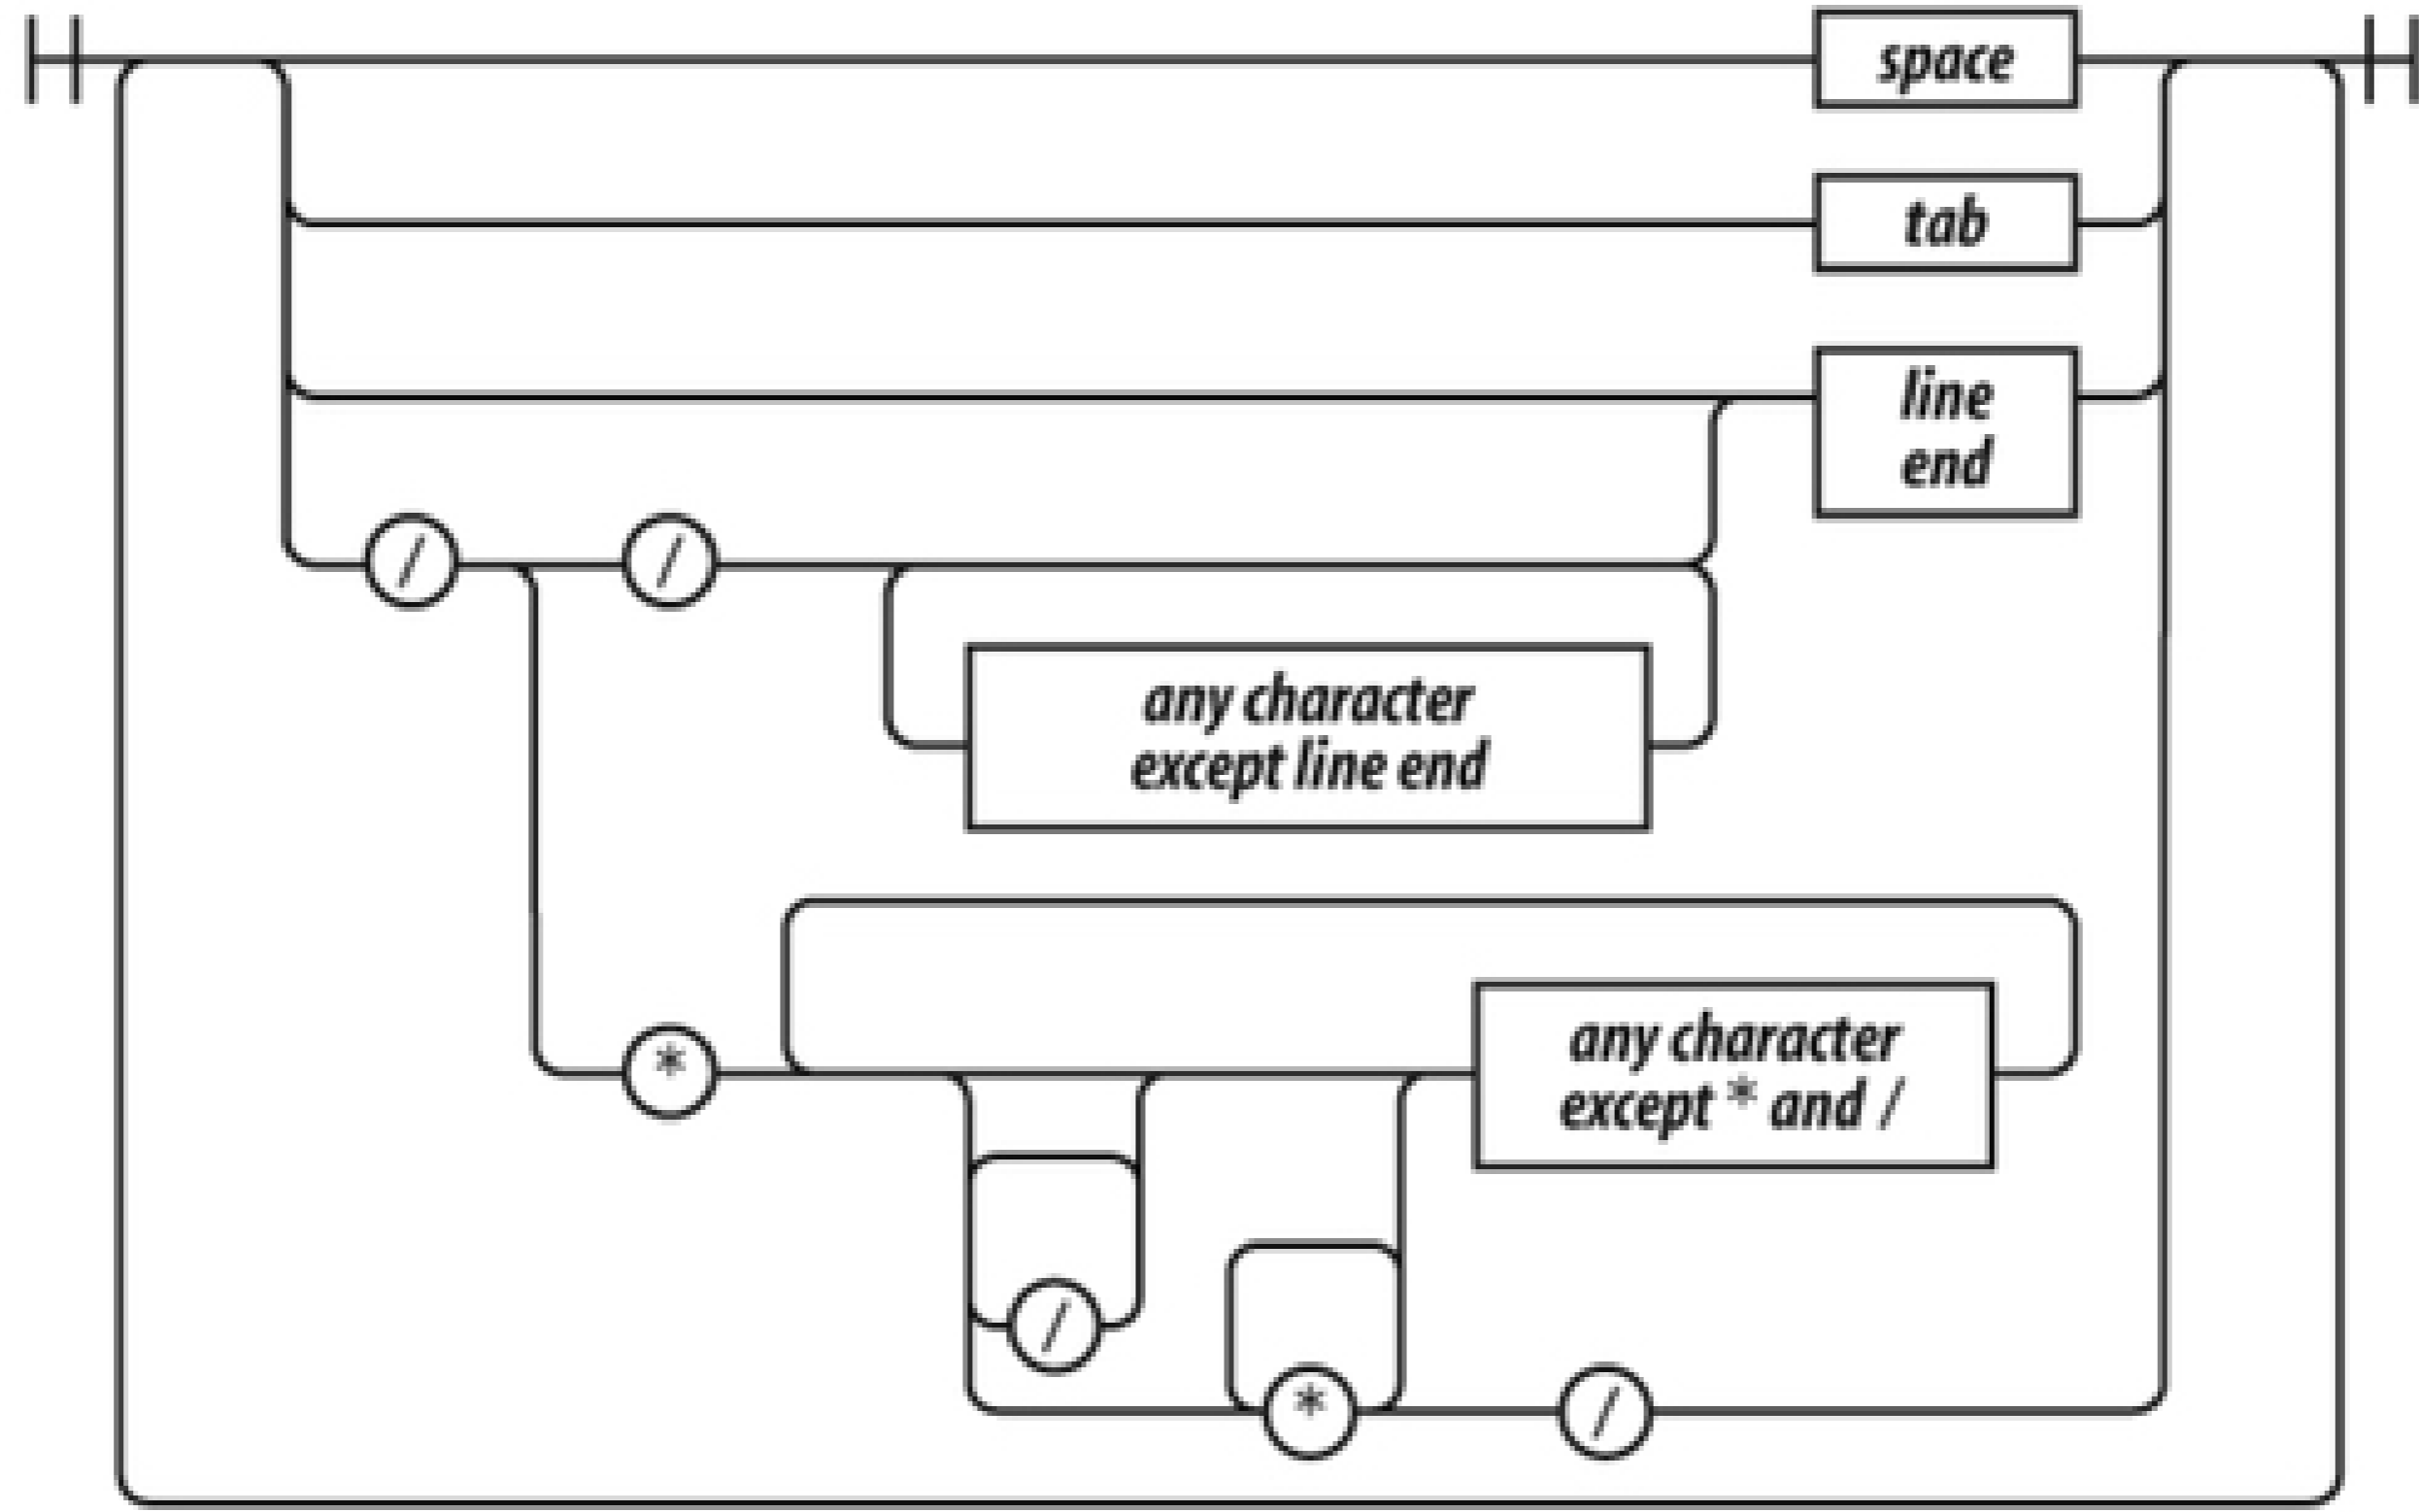 space
tab
line
end
/ /
any character
except line end
*
any character
except * and /
/
* /